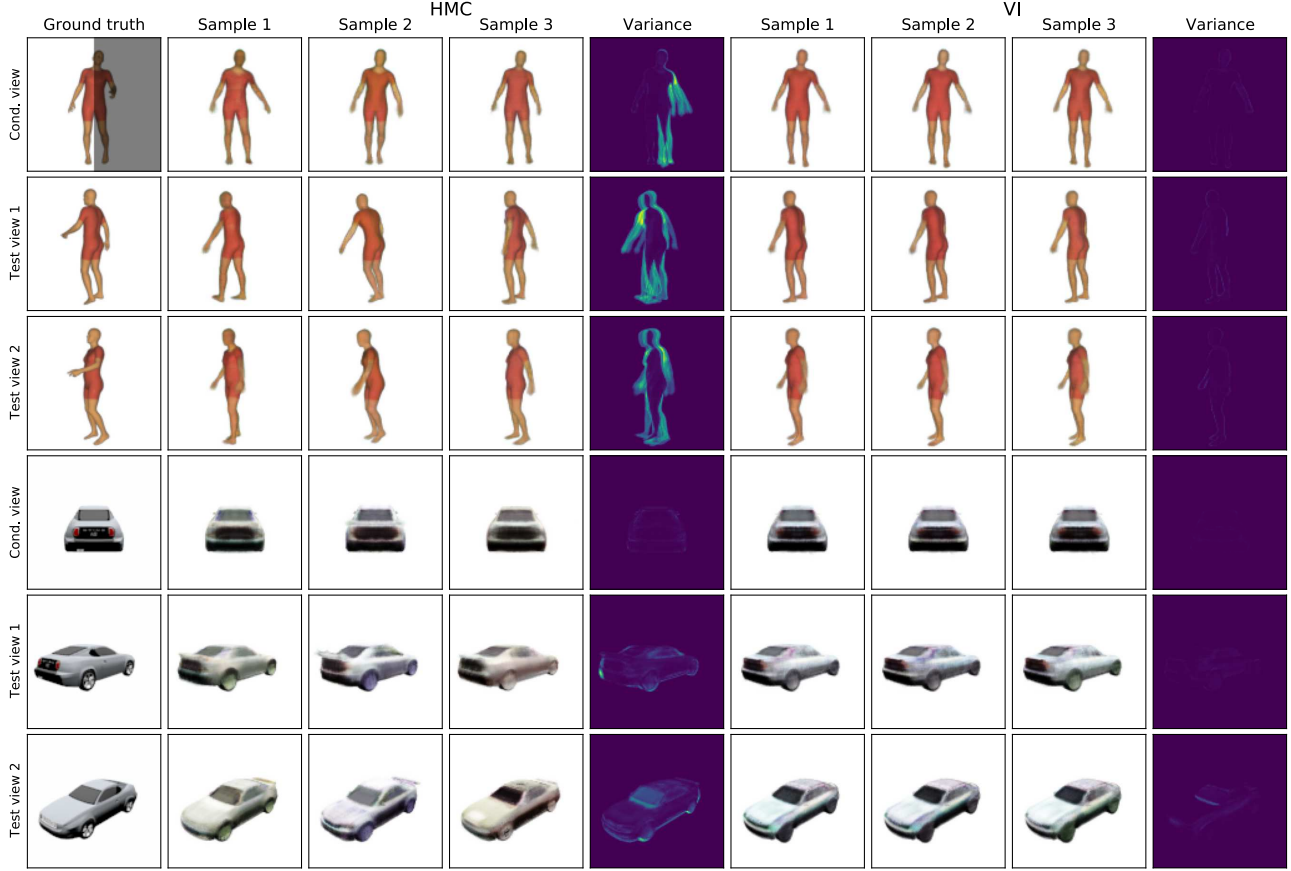 HMC VI
Ground truth Sample 1 Sample 2 Sample 3 Variance Sample 1 Sample 2 Sample 3 Variance
Cond. view
Test view 1
Test view 2
Cond. view
Test view 1
Test view 2